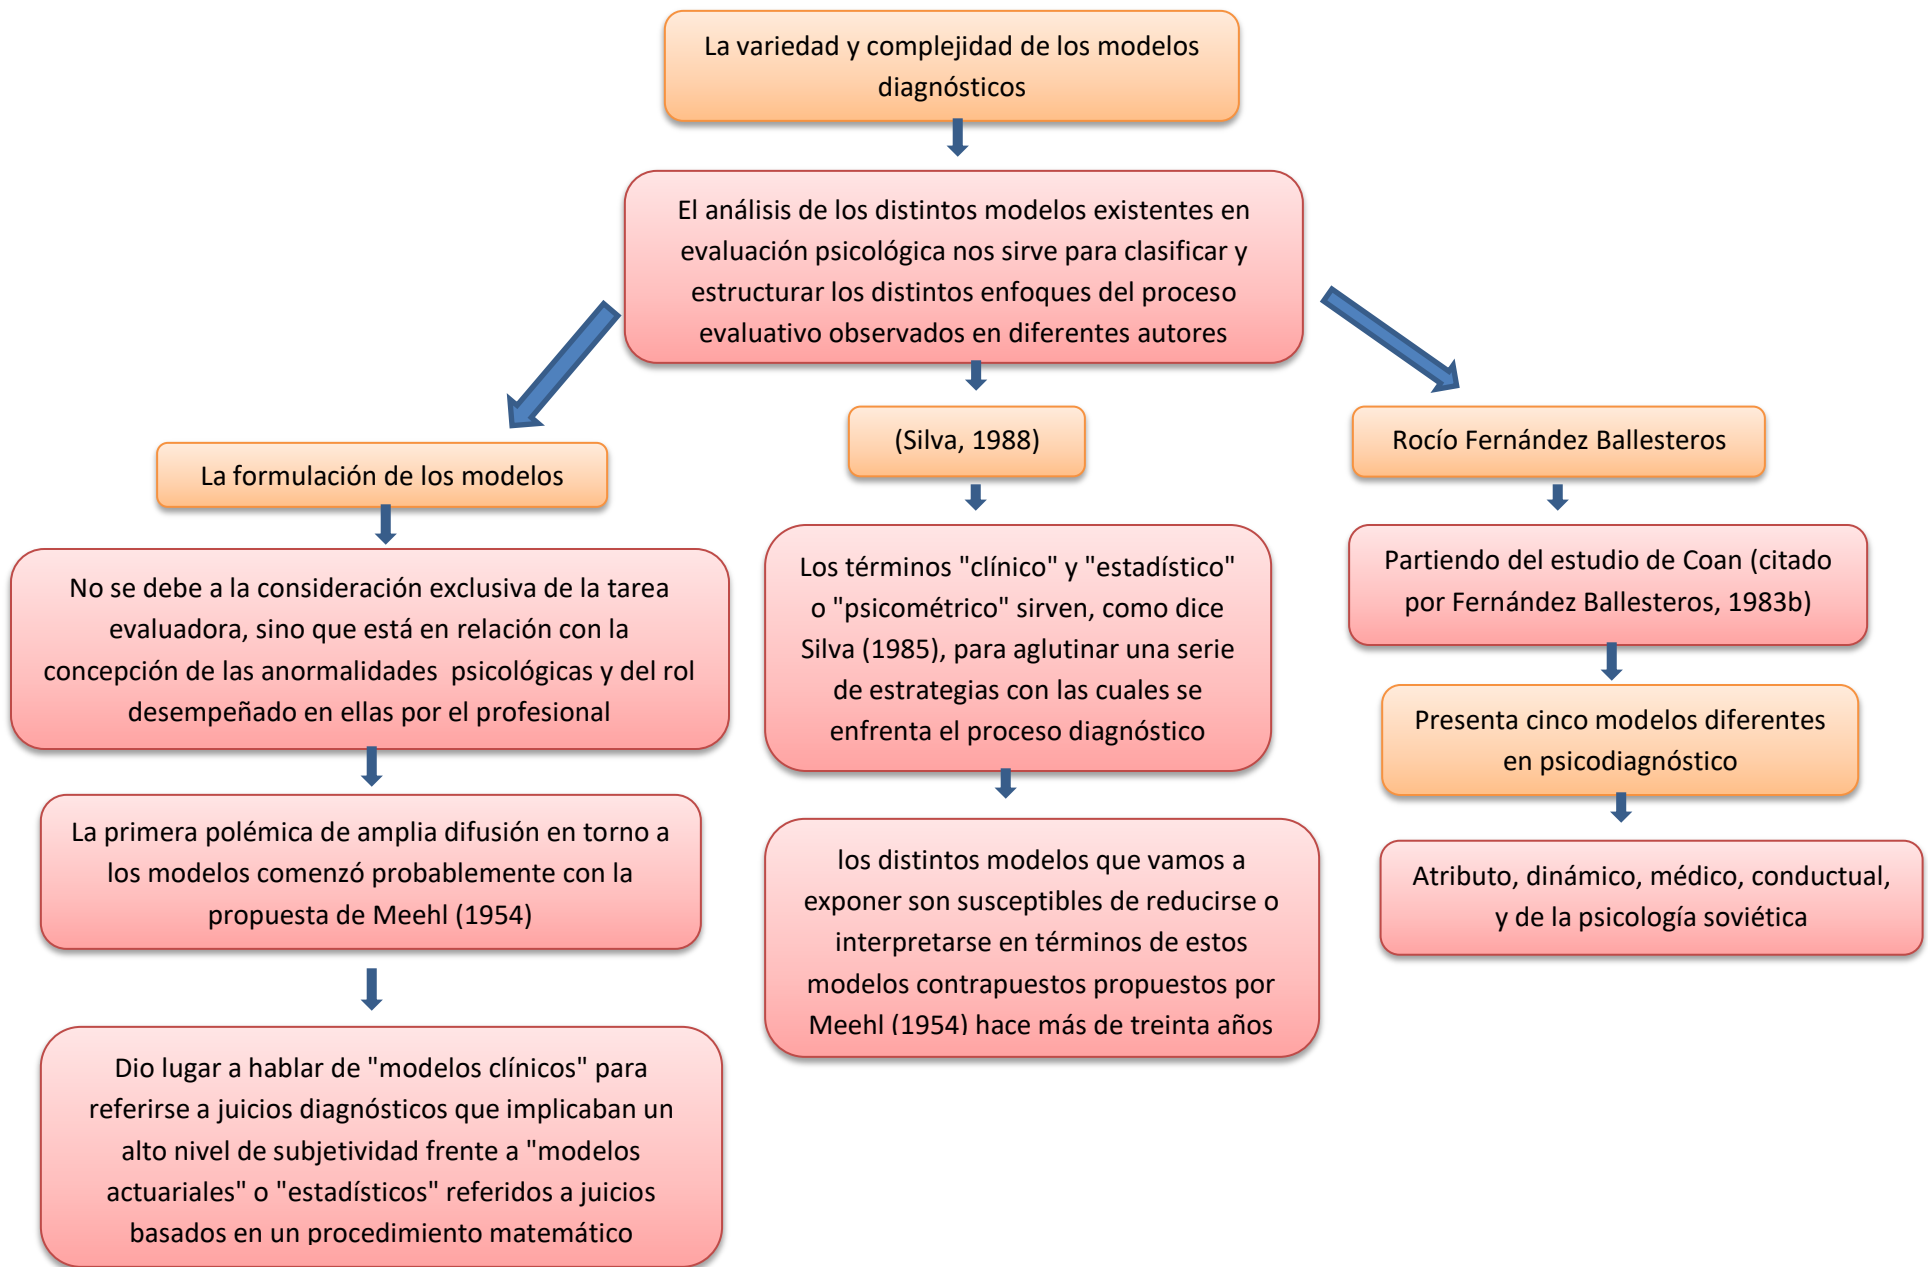 La variedad y complejidad de los modelos
diagnósticos
El análisis de los distintos modelos existentes en
evaluación psicológica nos sirve para clasificar y
estructurar los distintos enfoques del proceso
evaluativo observados en diferentes autores
La formulación de los modelos
No se debe a la consideración exclusiva de la tarea
evaluadora, sino que está en relación con la
concepción de las anormalidades psicológicas y del rol
desempeñado en ellas por el profesional
La primera polémica de amplia difusión en torno a
los modelos comenzó probablemente con la
propuesta de Meehl (1954)
Dio lugar a hablar de "modelos clínicos" para
referirse a juicios diagnósticos que implicaban un
alto nivel de subjetividad frente a "modelos
actuariales" o "estadísticos" referidos a juicios
basados en un procedimiento matemático
(Silva, 1988)
Los términos "clínico" y "estadístico"
o "psicométrico" sirven, como dice
Silva (1985), para aglutinar una serie
de estrategias con las cuales se
enfrenta el proceso diagnóstico
los distintos modelos que vamos a
exponer son susceptibles de reducirse o
interpretarse en términos de estos
modelos contrapuestos propuestos por
Meehl (1954) hace más de treinta años
Rocío Fernández Ballesteros
Partiendo del estudio de Coan (citado
por Fernández Ballesteros, 1983b)
Presenta cinco modelos diferentes
en psicodiagnóstico
Atributo, dinámico, médico, conductual,
y de la psicología soviética